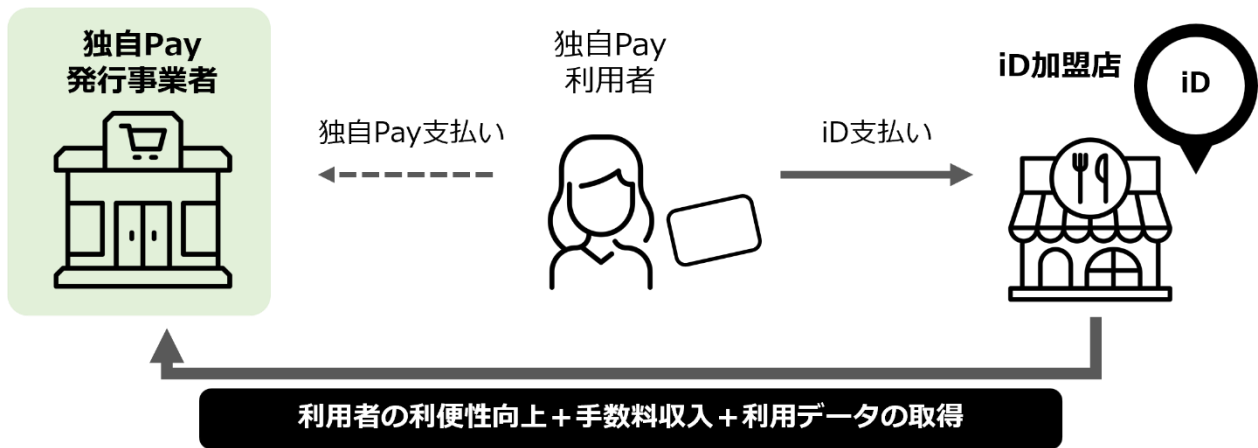 独自Pay
発行事業者
独自Pay
利用者
iD加盟店
iD
独自Pay支払い
iD支払い
利用者の利便性向上＋手数料収入＋利用データの取得